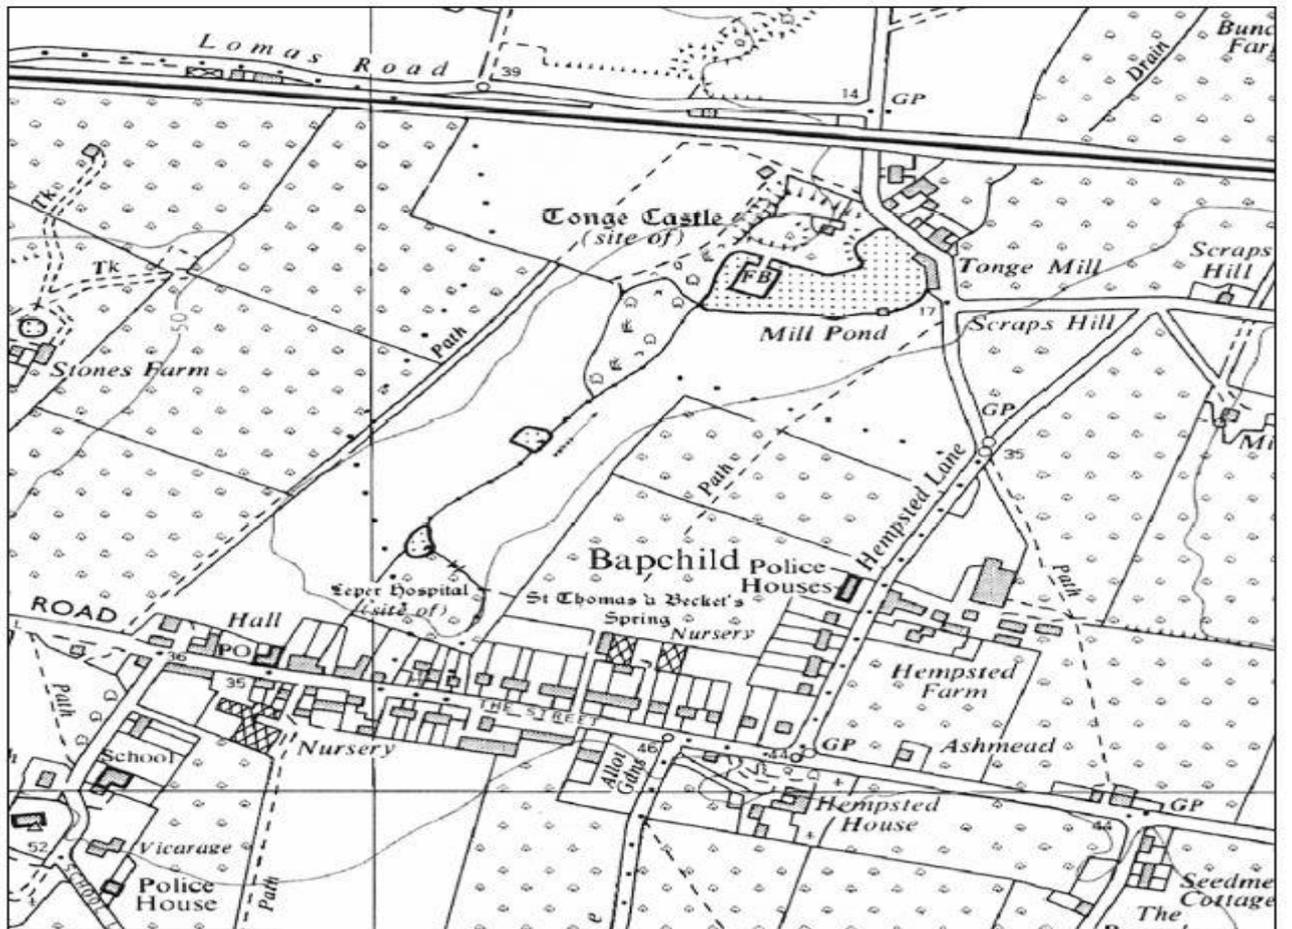 Lomas Road
39
14
GP
Drain
Bunc
Far
Tk
Tk
Tonge Castle
(site of)
Scraps
Hill
FB
Tonge Mill
50
17
Mill Pond
Scraps Hill
Path
Stones Farm
GP
35
Mi
Path
Hempsted Lane
Bapchild
Police
Houses
Path
Leper Hospital
(site of)
St Thomas à Becket's
Spring
Nursery
ROAD
Hall
PO
36
35
Hempsted
Farm
Path
THE STREET
Nursery
School
46
Allot
Gdns
44
GP
Ashmead
h
Hempsted
House
GP
44
52
Vicarage
SCHOO
Police
House
Path
Seedme
Cottage
The
e